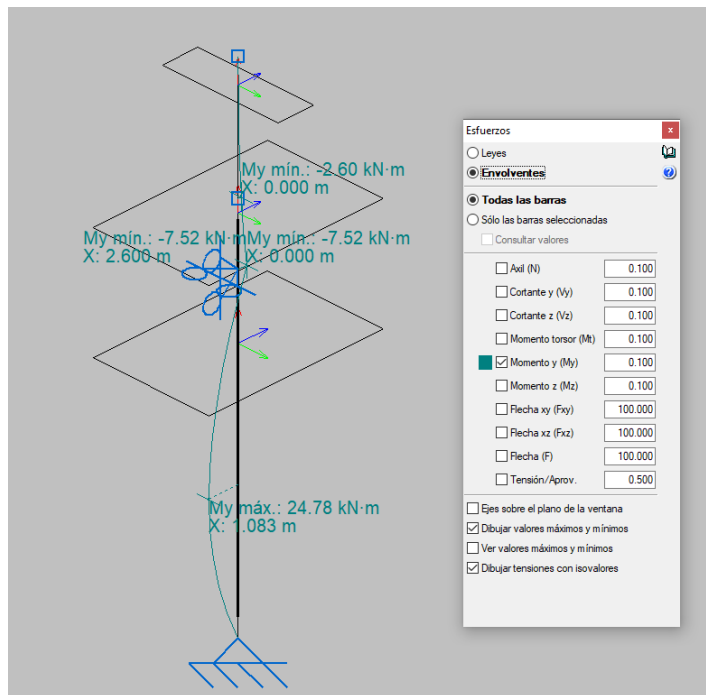 My mín.: -2.60 kN·m
X: 0.000 m
My mín.: -7.52 kN·m
X: 2.600 m
My mín.: -7.52 kN·m
X: 0.000 m
My máx.: 24.78 kN·m
X: 1.083 m
Esfuerzos
x
Leyes
Envolventes
?
Todas las barras
Sólo las barras seleccionadas
Consultar valores
Axil (N) 0.100
Cortante y (Vy) 0.100
Cortante z (Vz) 0.100
Momento torsor (Mt) 0.100
Momento y (My) 0.100
Momento z (Mz) 0.100
Flecha xy (Fxy) 100.000
Flecha xz (Fxz) 100.000
Flecha (F) 100.000
Tensión/Aprov. 0.500
Ejes sobre el plano de la ventana
Dibujar valores máximos y mínimos
Ver valores máximos y mínimos
Dibujar tensiones con isovalores